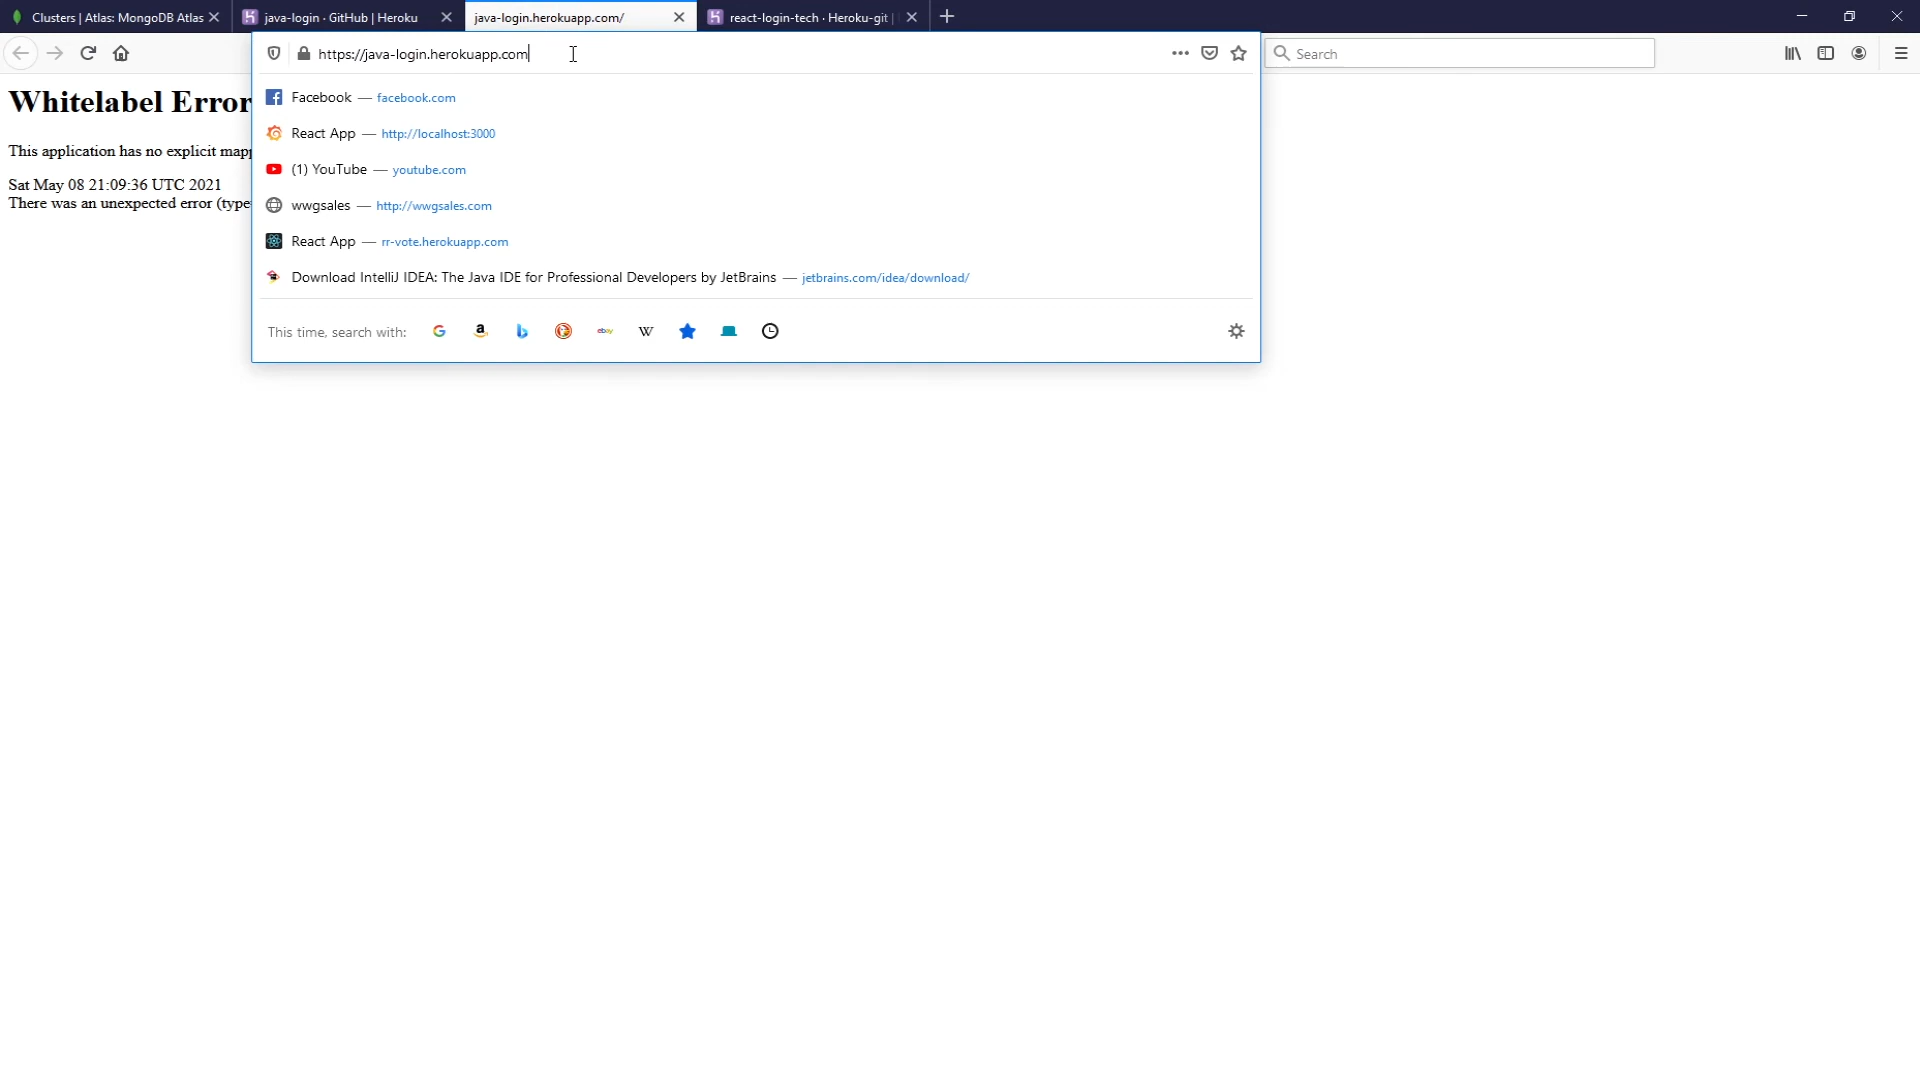 Clusters | Atlas: MongoDB Atlas
java-login · GitHub | Heroku
java-login.herokuapp.com/
react-login-tech · Heroku-git |
https://java-login.herokuapp.com
Search
Whitelabel Error
Facebook — facebook.com
React App — http://localhost:3000
This application has no explicit
(1) YouTube — youtube.com
Sat May 08 21:09:36 UTC 2021
There was an unexpected error (type
wwgsales — http://wwgsales.com
React App — rr-vote.herokuapp.com
Download IntelliJ IDEA: The Java IDE for Professional Developers by JetBrains — jetbrains.com/idea/download/
This time, search with: